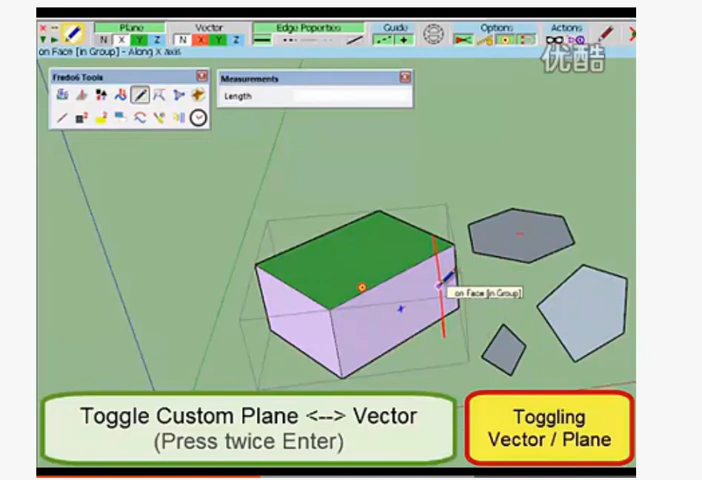 Plane Vector Edge Poperties Guide Options Actions
N X Y Z N X Y Z
on Face [in Group] - Along X axis
优酷
Fredo6 Tools
Measurements
Length
on Face [in Group]
Toggle Custom Plane <--> Vector
(Press twice Enter)
Toggling
Vector / Plane